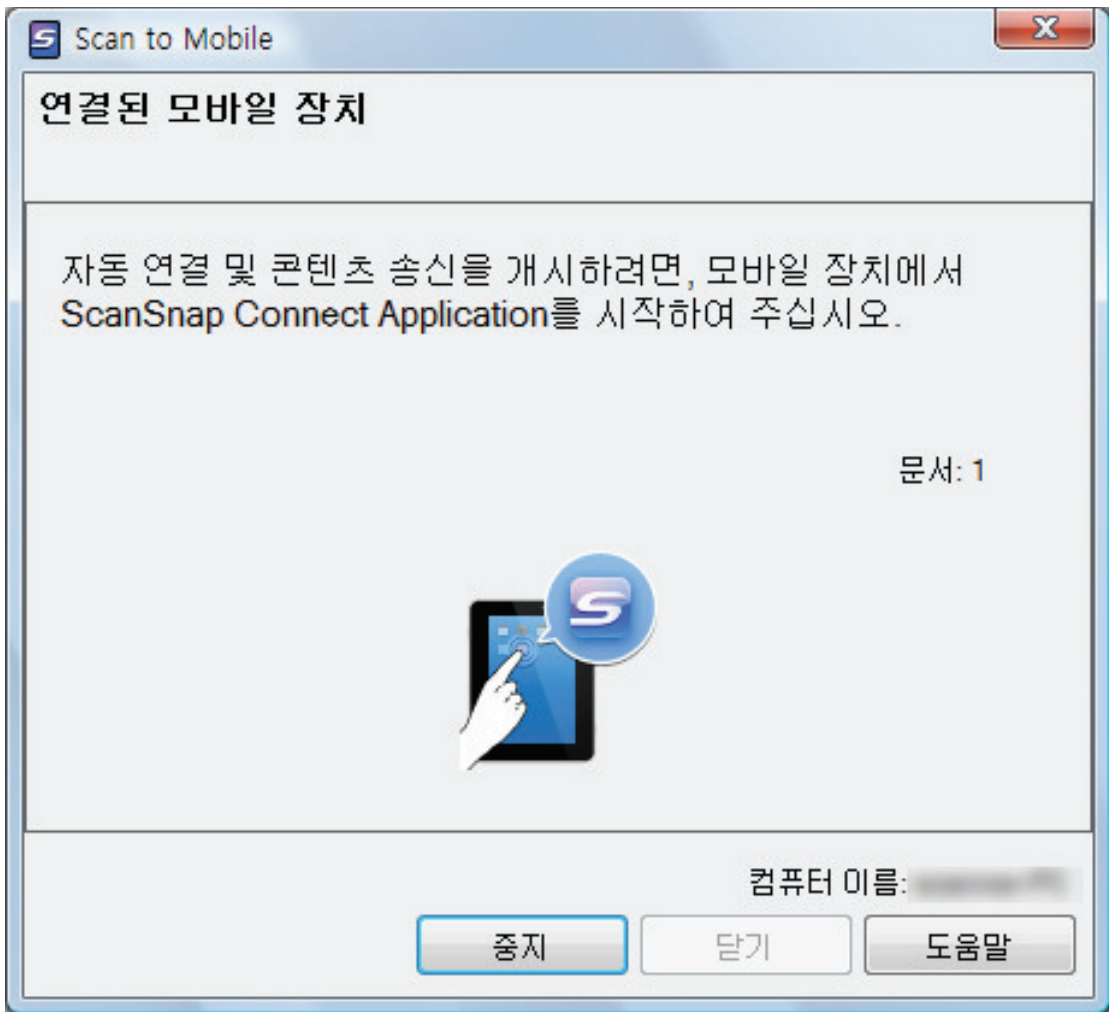 Scan to Mobile
연결된 모바일 장치
자동 연결 및 콘텐츠 송신을 개시하려면, 모바일 장치에서
ScanSnap Connect Application를 시작하여 주십시오.
문서: 1
컴퓨터 이름:
중지
닫기
도움말